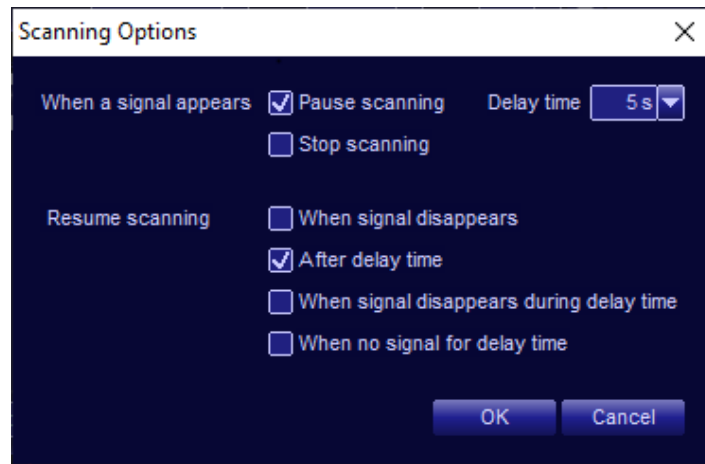 Scanning Options
When a signal appears Pause scanning Delay time 5 s
Stop scanning
Resume scanning When signal disappears
After delay time
When signal disappears during delay time
When no signal for delay time
OK Cancel